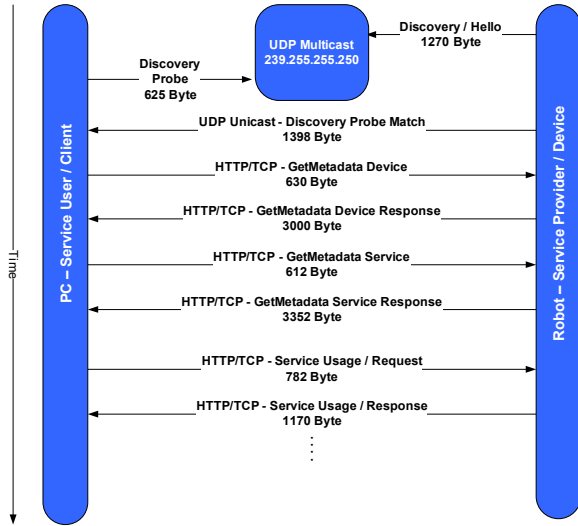 Discovery / Hello
1270 Byte
UDP Multicast
239.255.255.250
Discovery
Probe
625 Byte
UDP Unicast - Discovery Probe Match
1398 Byte
HTTP/TCP - GetMetadata Device
630 Byte
HTTP/TCP - GetMetadata Device Response
3000 Byte
HTTP/TCP - GetMetadata Service
612 Byte
HTTP/TCP - GetMetadata Service Response
3352 Byte
HTTP/TCP - Service Usage / Request
782 Byte
HTTP/TCP - Service Usage / Response
1170 Byte
Time
PC – Service User / Client
Robot – Service Provider / Device